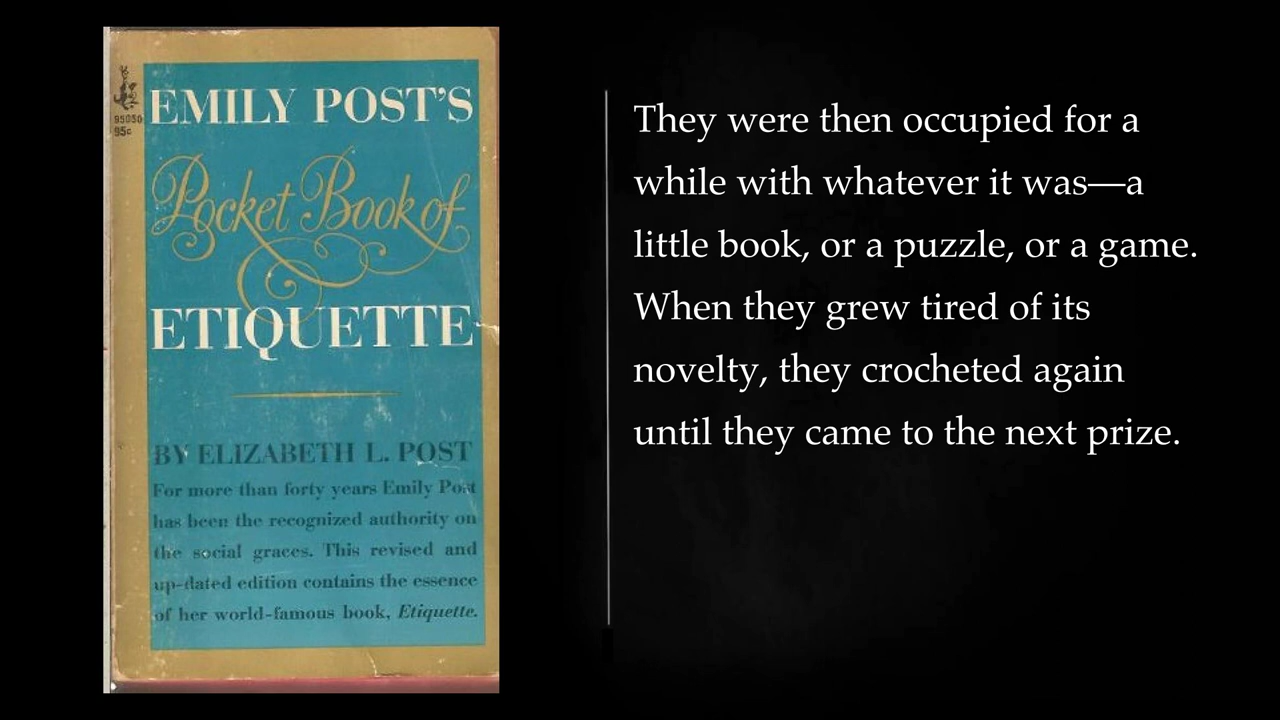 95050
95c
EMILY POST'S
Pocket Book of
ETIQUETTE
BY ELIZABETH L. POST
For more than forty years Emily Post
has been the recognized authority on
the social graces. This revised and
up-dated edition contains the essence
of her world-famous book, Etiquette.
They were then occupied for a
while with whatever it was—a
little book, or a puzzle, or a game.
When they grew tired of its
novelty, they crocheted again
until they came to the next prize.